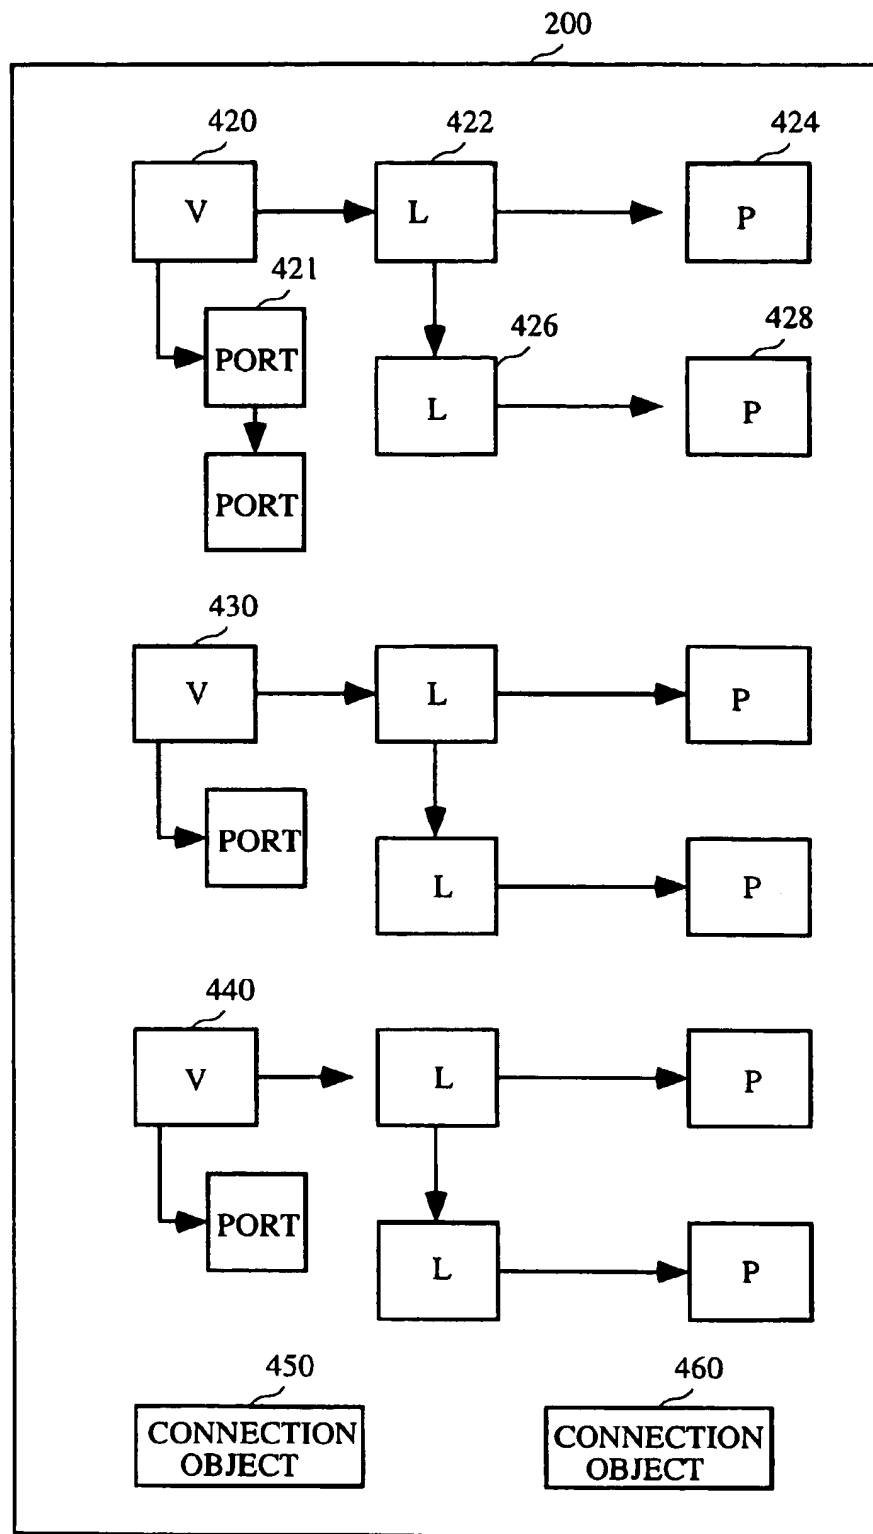 200
420
422
424
V
L
P
421
PORT
426
428
L
P
PORT
430
V
L
P
PORT
L
P
440
V
L
P
PORT
L
P
450
460
CONNECTION
OBJECT
CONNECTION
OBJECT